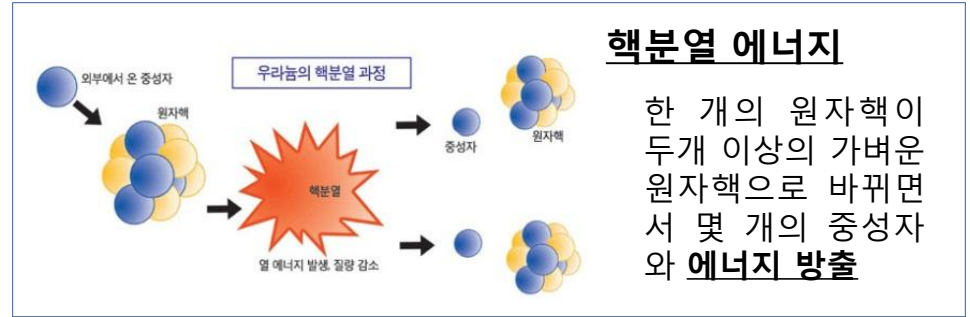 우라늄의 핵분열 과정
외부에서 온 중성자
원자핵
핵분열
열 에너지 발생, 질량 감소
중성자
원자핵
핵분열 에너지
한 개의 원자핵이
두개 이상의 가벼운
원자핵으로 바뀌면
서 몇 개의 중성자
와 에너지 방출